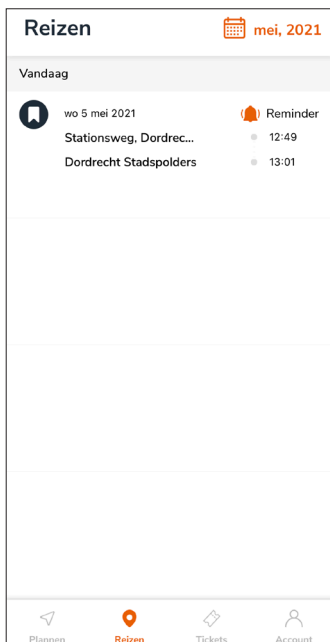 Reizen
mei, 2021
Vandaag
wo 5 mei 2021
Reminder
Stationsweg, Dordrec...
12:49
Dordrecht Stadspolders
13:01
Plannen
Reizen
Tickets
Account